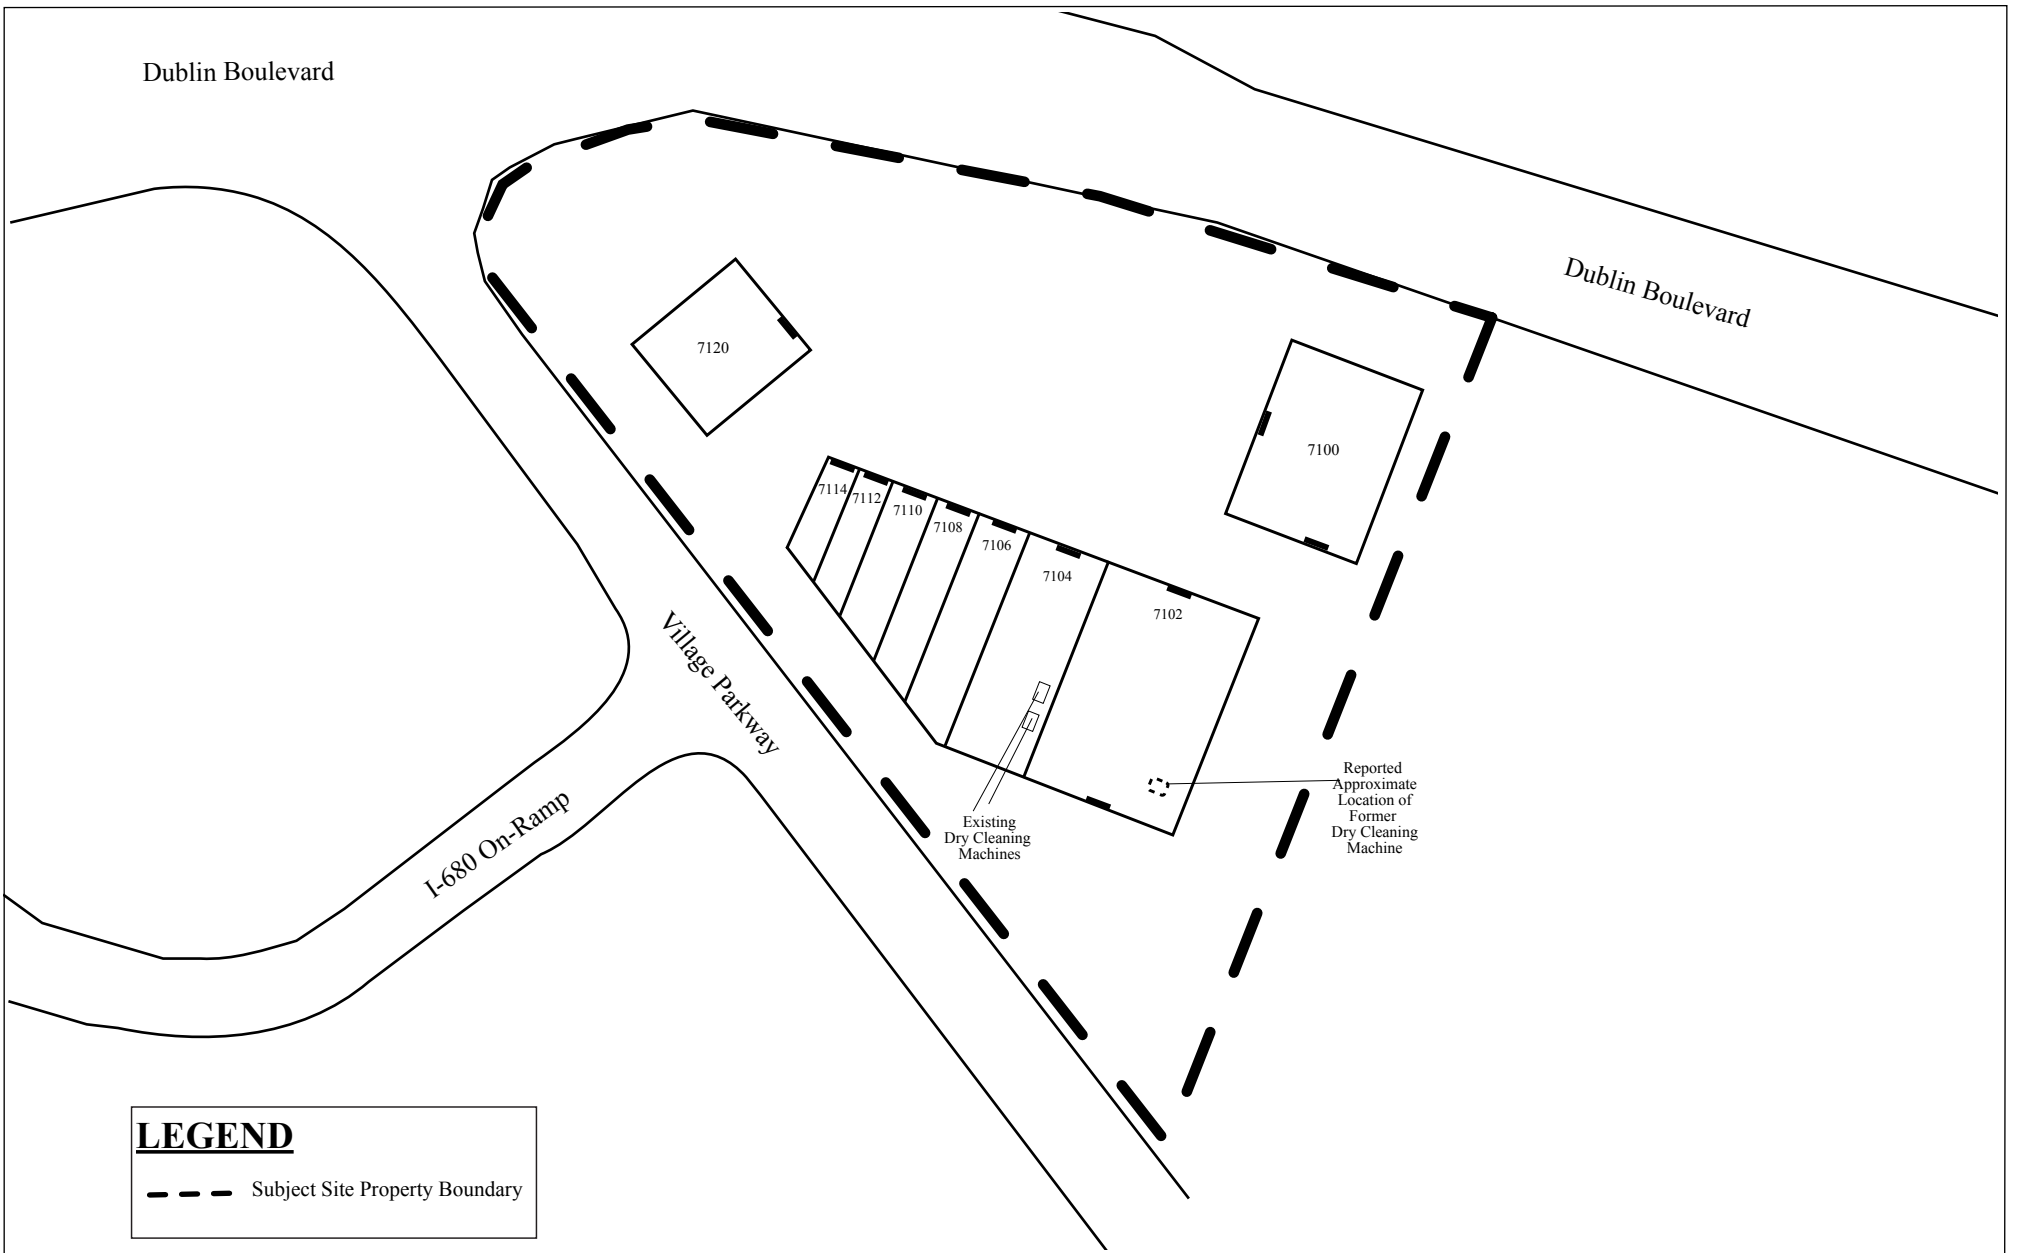 Dublin Boulevard
Dublin Boulevard
7120
7100
7114
7112
7110
7108
7106
7104
7102
Village Parkway
I-680 On-Ramp
Existing
Dry Cleaning
Machines
Reported
Approximate
Location of
Former
Dry Cleaning
Machine
LEGEND
Subject Site Property Boundary